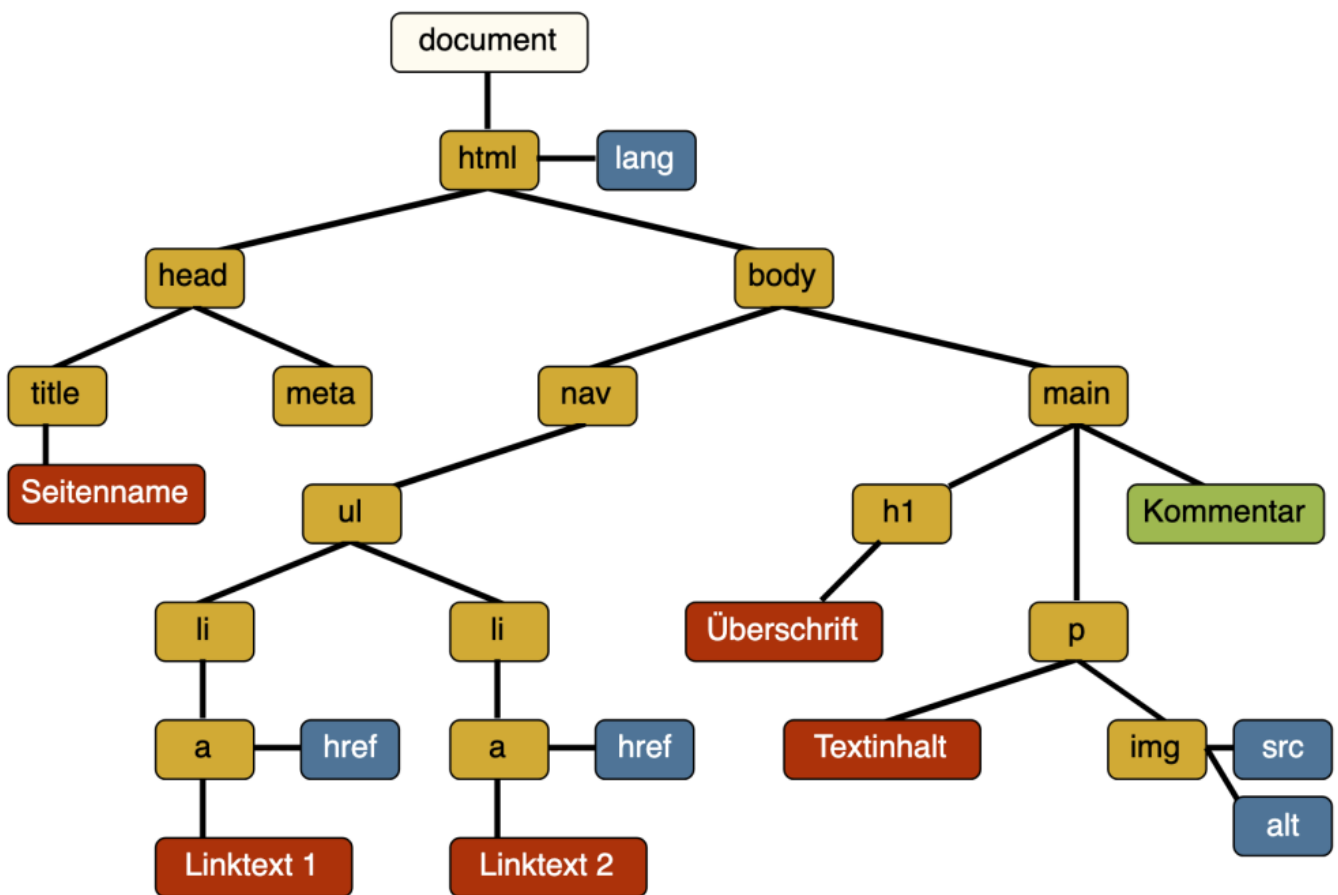 document
html
lang
head
body
title
meta
nav
main
Seitenname
ul
h1
Kommentar
li
li
Überschrift
p
a
href
a
href
Textinhalt
img
src
alt
Linktext 1
Linktext 2